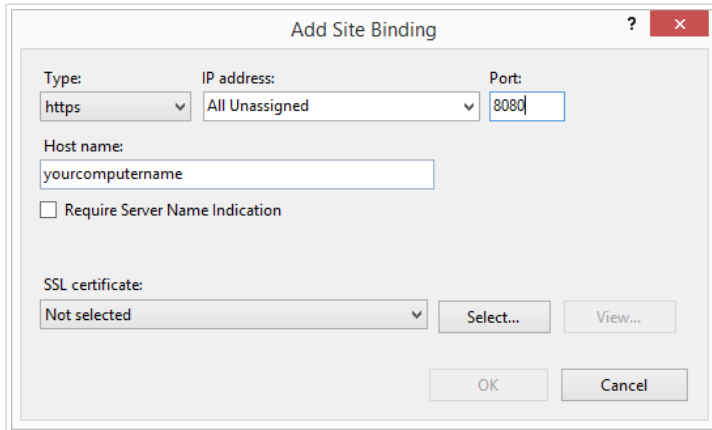 Add Site Binding
?
Type: IP address: Port:
https All Unassigned 8080
Host name:
yourcomputername
Require Server Name Indication
SSL certificate:
Not selected Select... View...
OK Cancel